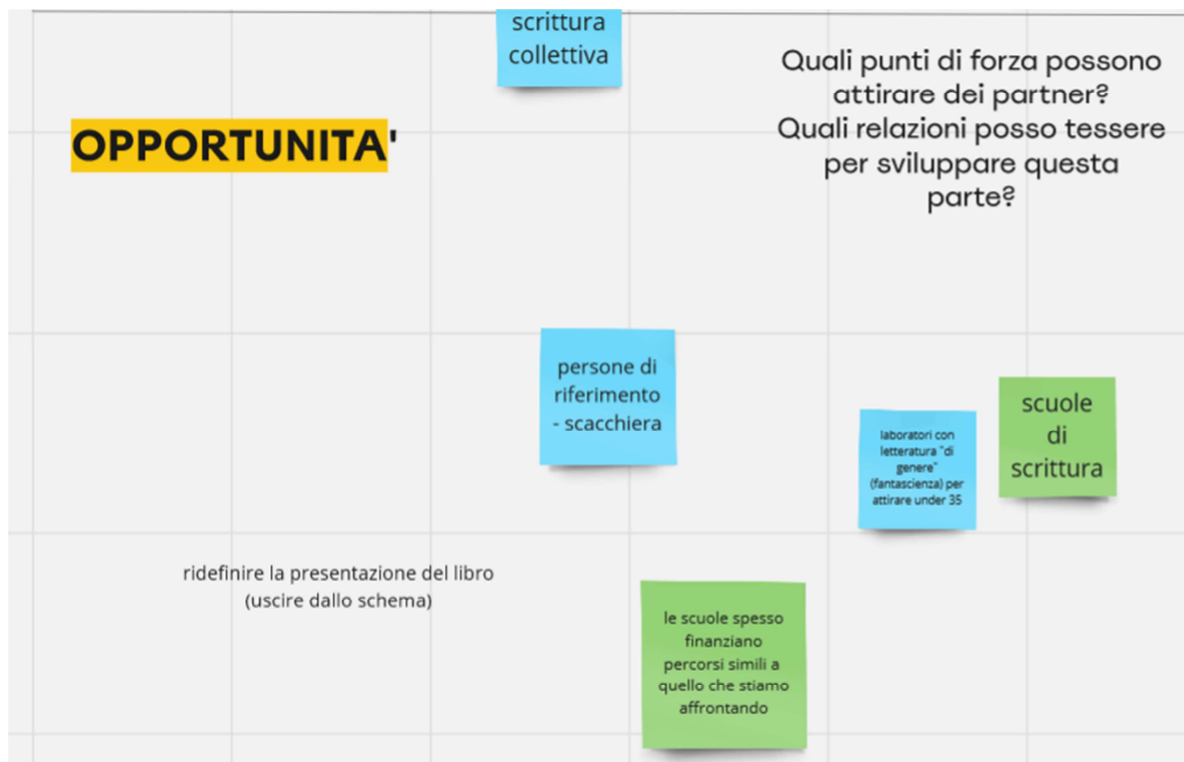 scrittura
collettiva
OPPORTUNITA'
Quali punti di forza possono
attirare dei partner?
Quali relazioni posso tessere
per sviluppare questa
parte?
persone di
riferimento
- scacchiera
laboratori con
letteratura "di
genere"
(fantascienza) per
attirare under 35
scuole
di
scrittura
ridefinire la presentazione del libro
(uscire dallo schema)
le scuole spesso
finanziano
percorsi simili a
quello che stiamo
affrontando